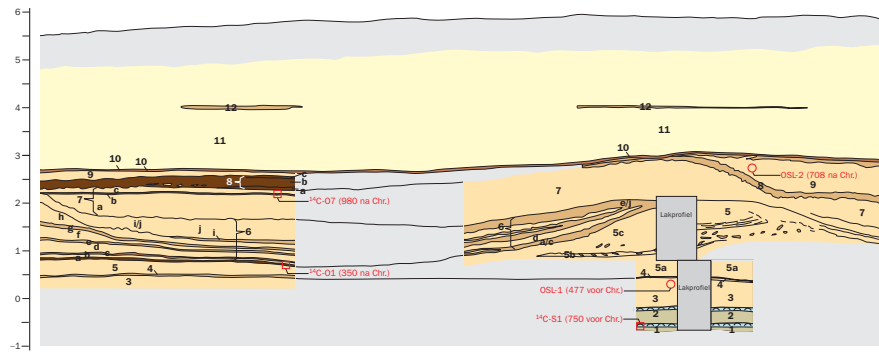 6
5
4
3
2
1
0
–1
12
12
11
11
10
10
10
9
8
c
b
a
7
c
b
a
h
g
f
i/j
j
i
6
e
d
a
b
c
5
4
3
¹⁴C-O7 (980 na Chr.)
¹⁴C-O1 (350 na Chr.)
7
e/j
6
d
a/c
5c
5b
Lakprofiel
5
8
9
7
OSL-2 (708 na Chr.)
4
5a
5a
4
OSL-1 (477 voor Chr.)
Lakprofiel
3
3
¹⁴C-S1 (750 voor Chr.)
2
2
1
1